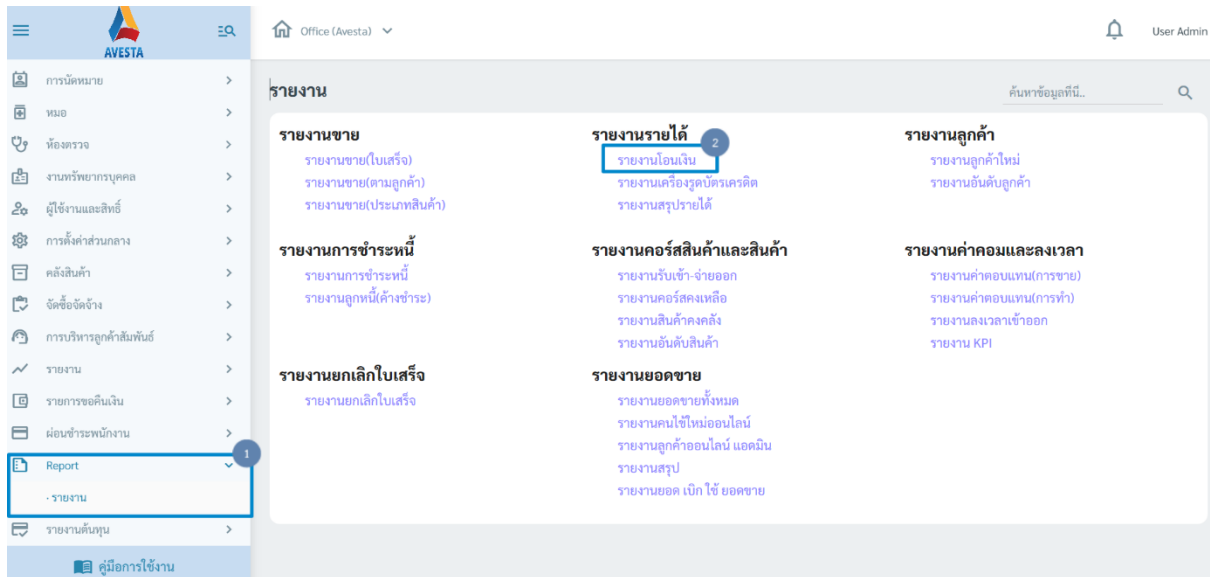 AVESTA
Office (Avesta)
User Admin
การนัดหมาย
หมอ
ห้องตรวจ
งานทรัพยากรบุคคล
ผู้ใช้งานและสิทธิ์
การตั้งค่าส่วนกลาง
คลังสินค้า
จัดซื้อจัดจ้าง
การบริหารลูกค้าสัมพันธ์
รายงาน
รายการขอคืนเงิน
ผ่อนชำระพนักงาน
1
Report
· รายงาน
รายงานต้นทุน
คู่มือการใช้งาน
รายงาน
ค้นหาข้อมูลที่นี่..
รายงานขาย
รายงานขาย(ใบเสร็จ)
รายงานขาย(ตามลูกค้า)
รายงานขาย(ประเภทสินค้า)
รายงานรายได้
2
รายงานโอนเงิน
รายงานเครื่องรูดบัตรเครดิต
รายงานสรุปรายได้
รายงานลูกค้า
รายงานลูกค้าใหม่
รายงานอันดับลูกค้า
รายงานการชำระหนี้
รายงานการชำระหนี้
รายงานลูกหนี้(ค้างชำระ)
รายงานคอร์สสินค้าและสินค้า
รายงานรับเข้า-จ่ายออก
รายงานคอร์สคงเหลือ
รายงานสินค้าคงคลัง
รายงานอันดับสินค้า
รายงานค่าคอมและลงเวลา
รายงานค่าตอบแทน(การขาย)
รายงานค่าตอบแทน(การทำ)
รายงานลงเวลาเข้าออก
รายงาน KPI
รายงานยกเลิกใบเสร็จ
รายงานยกเลิกใบเสร็จ
รายงานยอดขาย
รายงานยอดขายทั้งหมด
รายงานคนไข้ใหม่ออนไลน์
รายงานลูกค้าออนไลน์ แอดมิน
รายงานสรุป
รายงานยอด เบิก ใช้ ยอดขาย